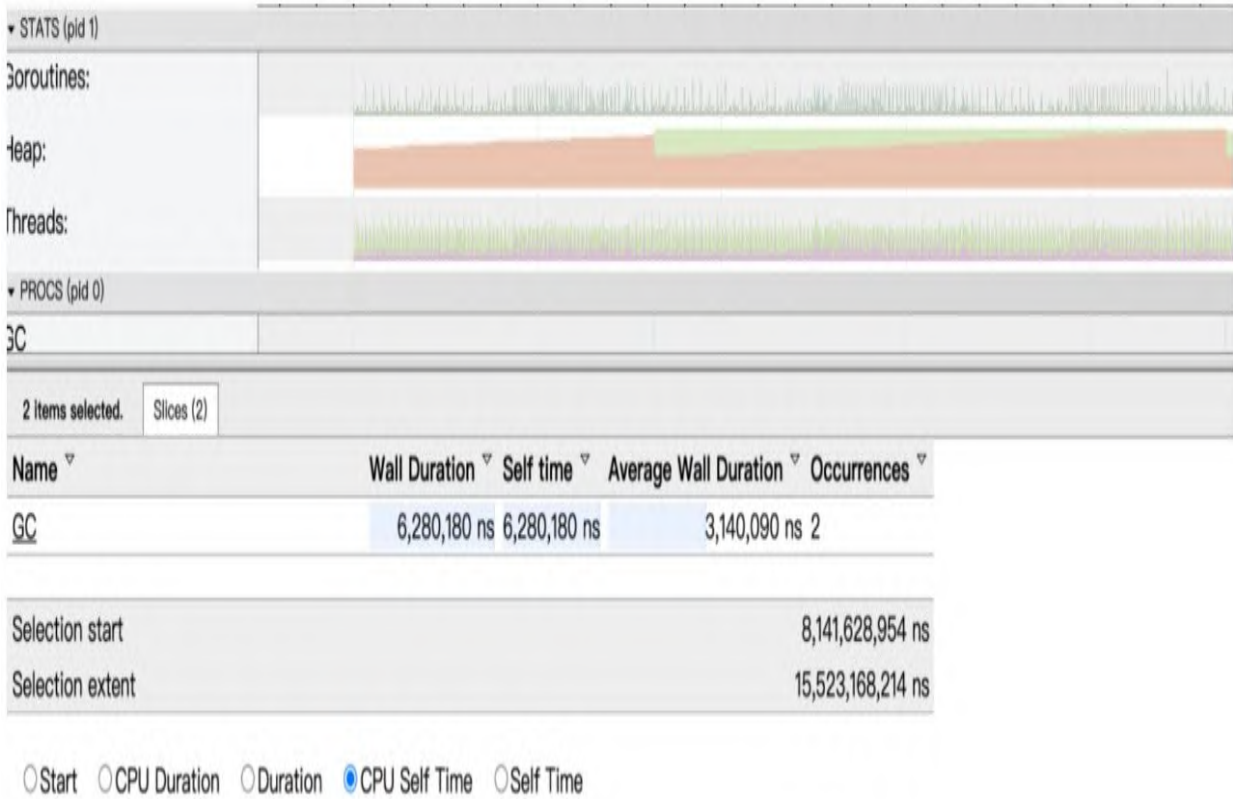 ▾ STATS (pid 1)
Goroutines:
Heap:
Threads:
▾ PROCS (pid 0)
GC
2 items selected. Slices (2)
Name ▽ Wall Duration ▽ Self time ▽ Average Wall Duration ▽ Occurrences ▽
GC 6,280,180 ns 6,280,180 ns 3,140,090 ns 2
Selection start 8,141,628,954 ns
Selection extent 15,523,168,214 ns
Start CPU Duration Duration CPU Self Time Self Time